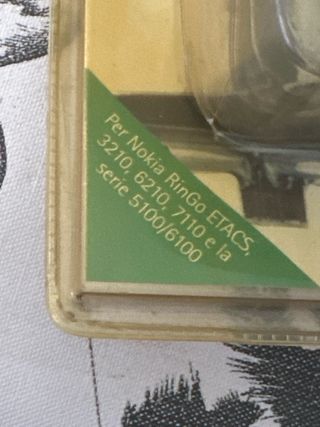 Per Nokia RinGo ETACS,
3210, 6210, 7110 e la
serie 5100/6100